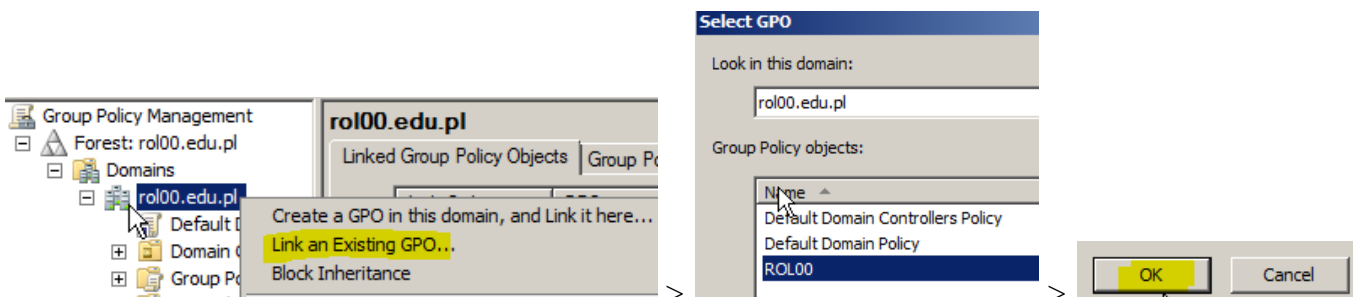 Group Policy Management
Forest: rol00.edu.pl
Domains
rol00.edu.pl
Default
Domain
Group Po
rol00.edu.pl
Linked Group Policy Objects
Group Po
Create a GPO in this domain, and Link it here...
Link an Existing GPO...
Block Inheritance
>
Select GPO
Look in this domain:
rol00.edu.pl
Group Policy objects:
Name
Default Domain Controllers Policy
Default Domain Policy
ROL00
>
OK
Cancel